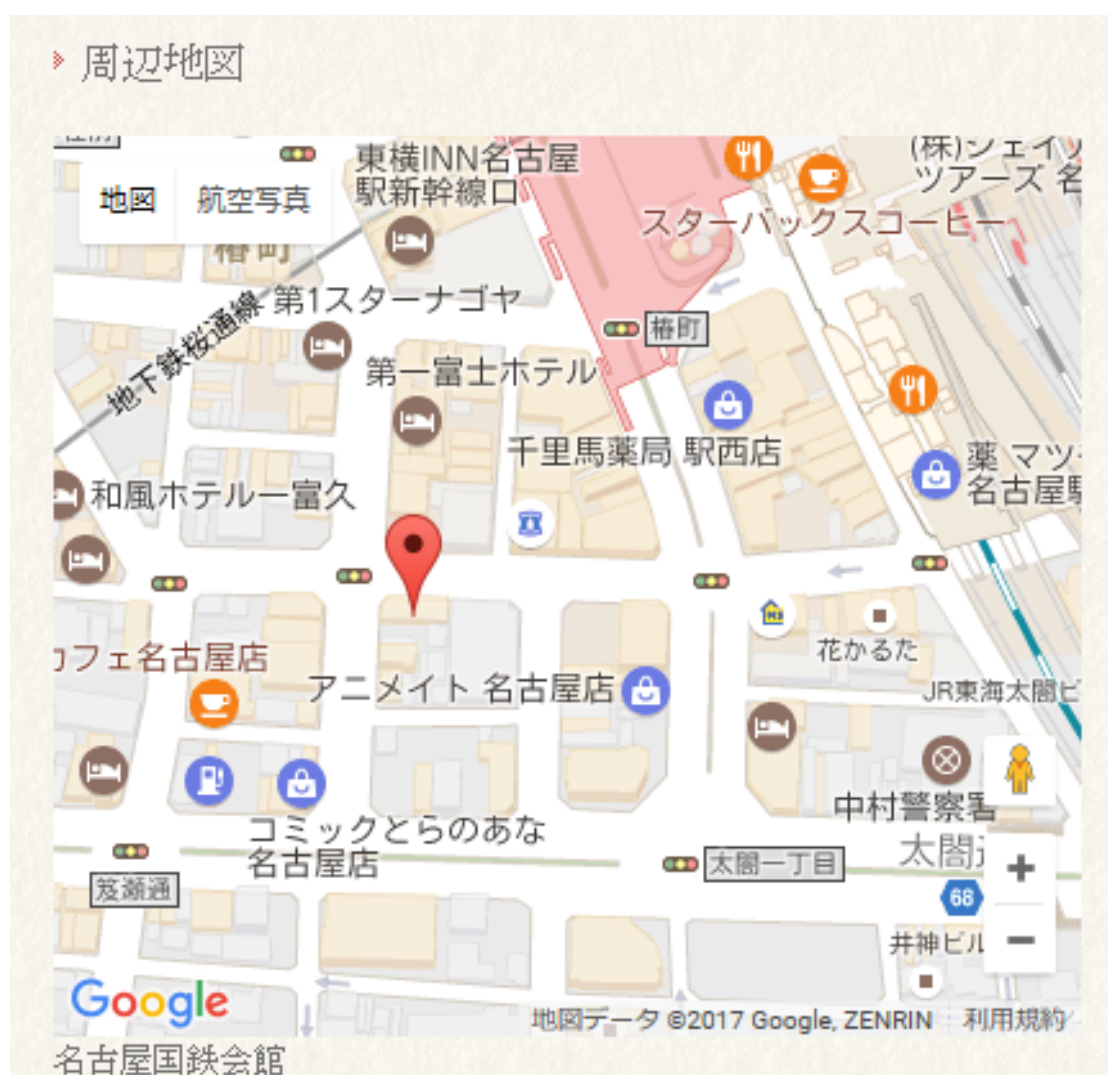 周辺地図
地図
航空写真
東横INN名古屋
駅新幹線口
(株)ジェイ
ツアーズ 名
スターバックスコーヒー
椿町
地下鉄桜通線
第1スターナゴヤ
椿町
第一富士ホテル
千里馬薬局 駅西店
薬 マツ
名古屋駅
和風ホテル一富久
花かるた
カフェ名古屋店
アニメイト 名古屋店
JR東海太閤ビ
中村警察署
コミックとらのあな
名古屋店
太閤一丁目
太閤
笈瀬通
68
井神ビル
+
−
Google
地図データ ©2017 Google, ZENRIN
利用規約
名古屋国鉄会館